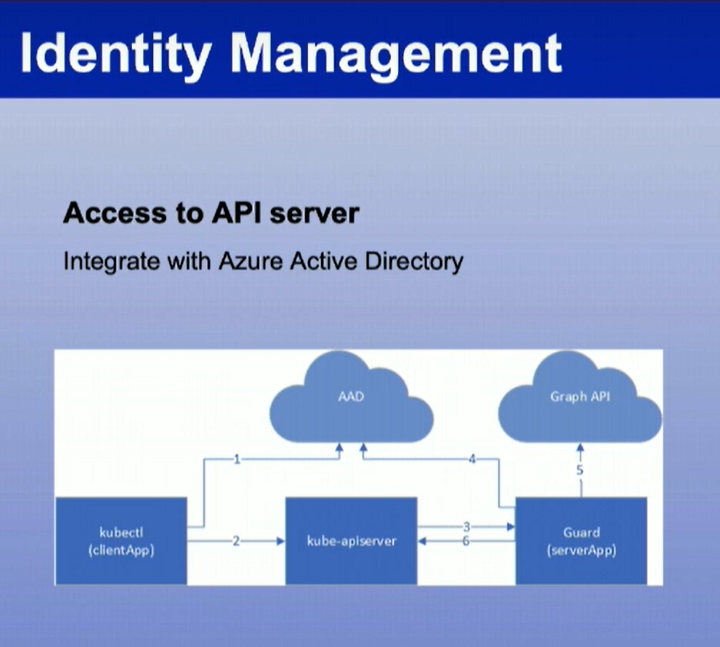 Identity Management
Access to API server
Integrate with Azure Active Directory
AAD
Graph API
1
4
5
kubectl
(clientApp)
2
kube-apiserver
3
6
Guard
(serverApp)